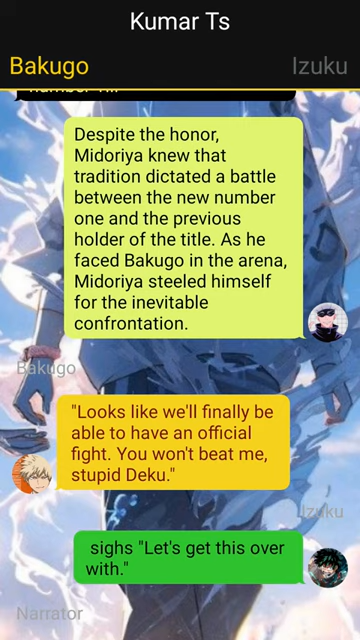 Kumar Ts
Bakugo
Izuku
Despite the honor,
Midoriya knew that
tradition dictated a battle
between the new number
one and the previous
holder of the title. As he
faced Bakugo in the arena,
Midoriya steeled himself
for the inevitable
confrontation.
Bakugo
"Looks like we'll finally be
able to have an official
fight. You won't beat me,
stupid Deku."
Izuku
sighs "Let's get this over
with."
Narrator